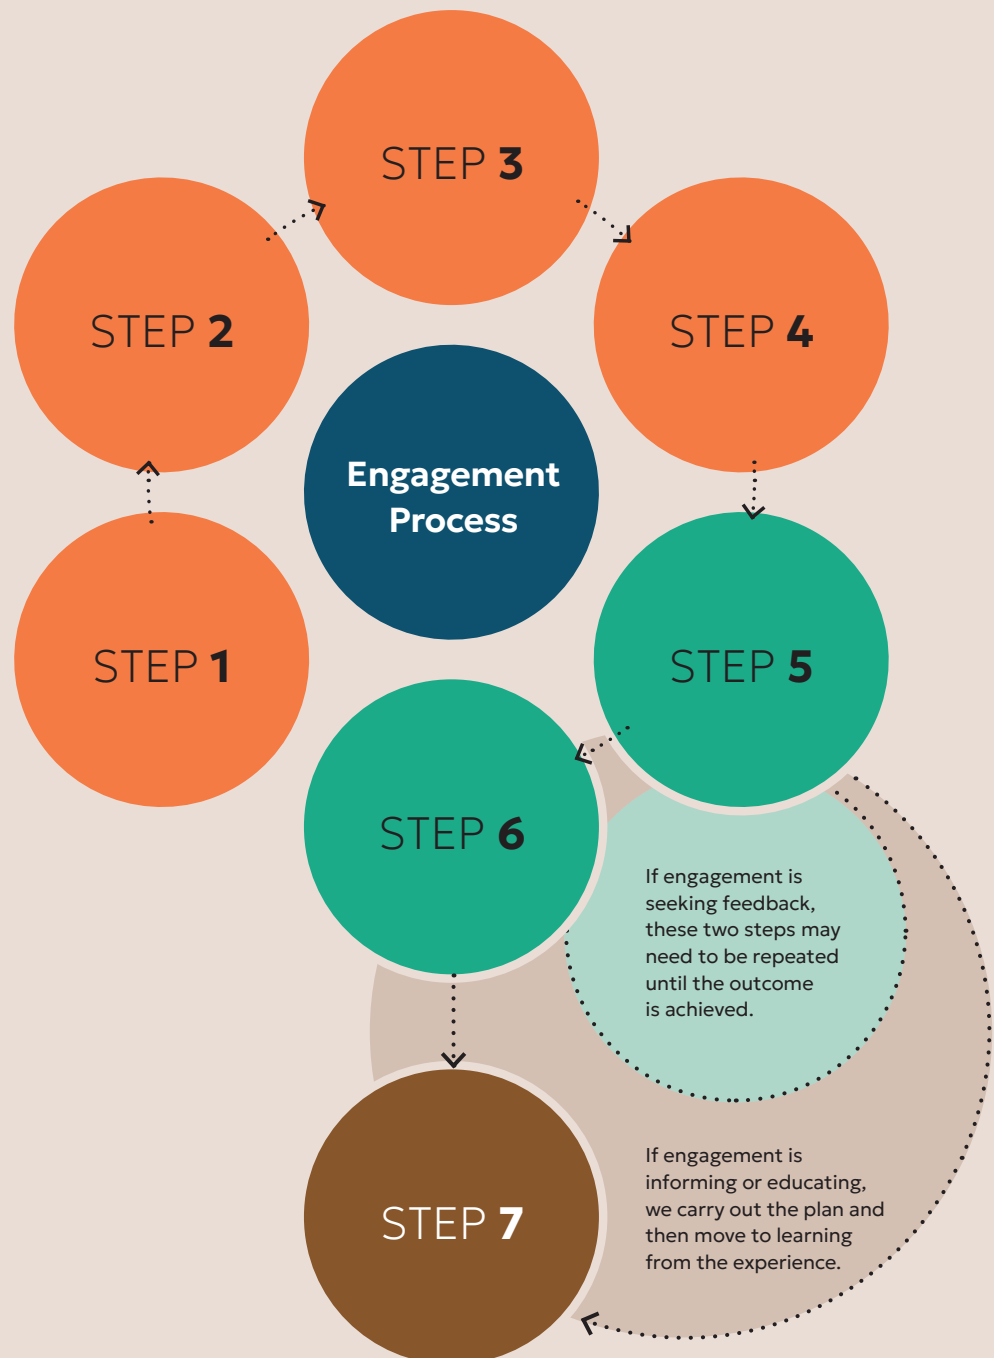 STEP 3
STEP 2
STEP 4
Engagement
Process
STEP 1
STEP 5
STEP 6
If engagement is
seeking feedback,
these two steps may
need to be repeated
until the outcome
is achieved.
If engagement is
informing or educating,
we carry out the plan and
then move to learning
from the experience.
STEP 7